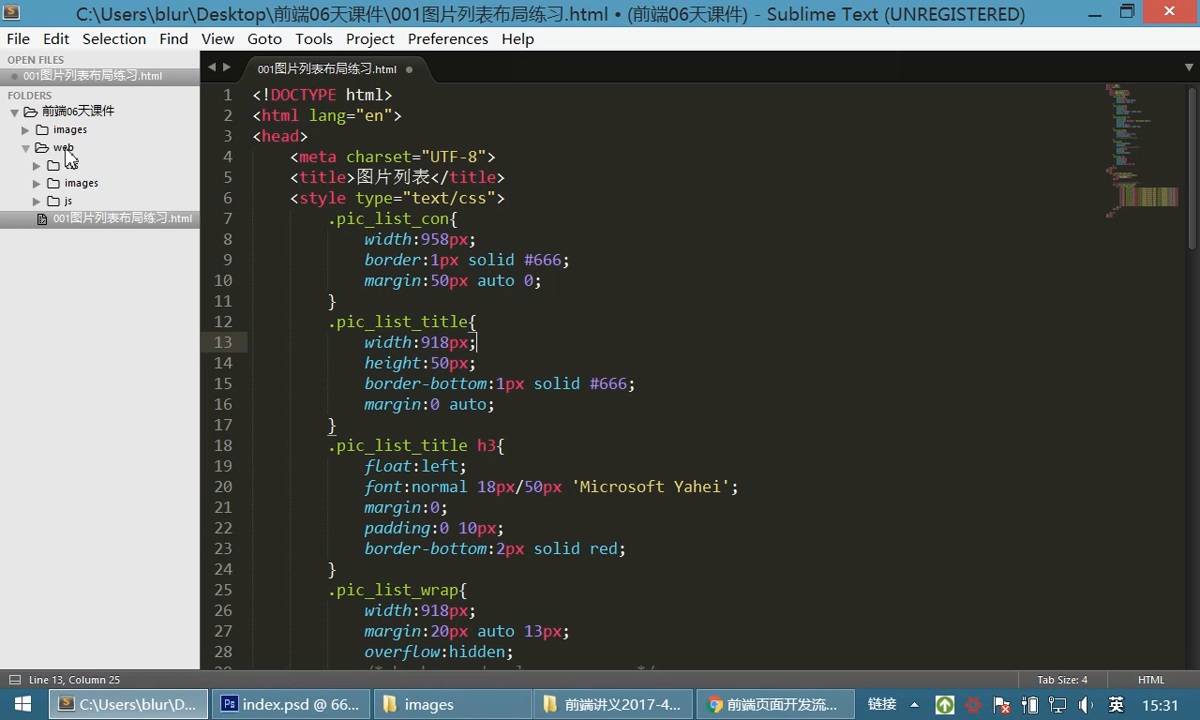 C:\Users\blur\Desktop\前端06天课件\001图片列表布局练习.html • (前端06天课件) - Sublime Text (UNREGISTERED)
File Edit Selection Find View Goto Tools Project Preferences Help
OPEN FILES
001图片列表布局练习.html
FOLDERS
前端06天课件
images
web
images
js
001图片列表布局练习.html
001图片列表布局练习.html
1 <!DOCTYPE html>
2 <html lang="en">
3 <head>
4 <meta charset="UTF-8">
5 <title>图片列表</title>
6 <style type="text/css">
7 .pic_list_con{
8 width:958px;
9 border:1px solid #666;
10 margin:50px auto 0;
11 }
12 .pic_list_title{
13 width:918px;
14 height:50px;
15 border-bottom:1px solid #666;
16 margin:0 auto;
17 }
18 .pic_list_title h3{
19 float:left;
20 font:normal 18px/50px 'Microsoft Yahei';
21 margin:0;
22 padding:0 10px;
23 border-bottom:2px solid red;
24 }
25 .pic_list_wrap{
26 width:918px;
27 margin:20px auto 13px;
28 overflow:hidden;
Line 13, Column 25
Tab Size: 4
HTML
C:\Users\blur\D...
index.psd @ 66...
images
前端讲义2017-4...
前端页面开发流...
链接
英
15:31